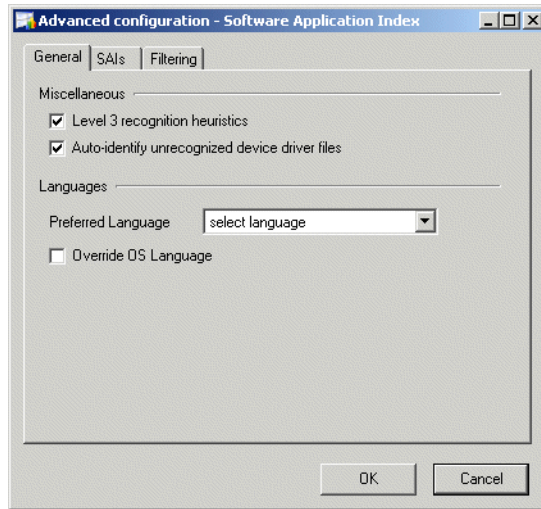 Advanced configuration - Software Application Index
General SAIs Filtering
Miscellaneous
Level 3 recognition heuristics
Auto-identify unrecognized device driver files
Languages
Preferred Language select language
Override OS Language
OK Cancel